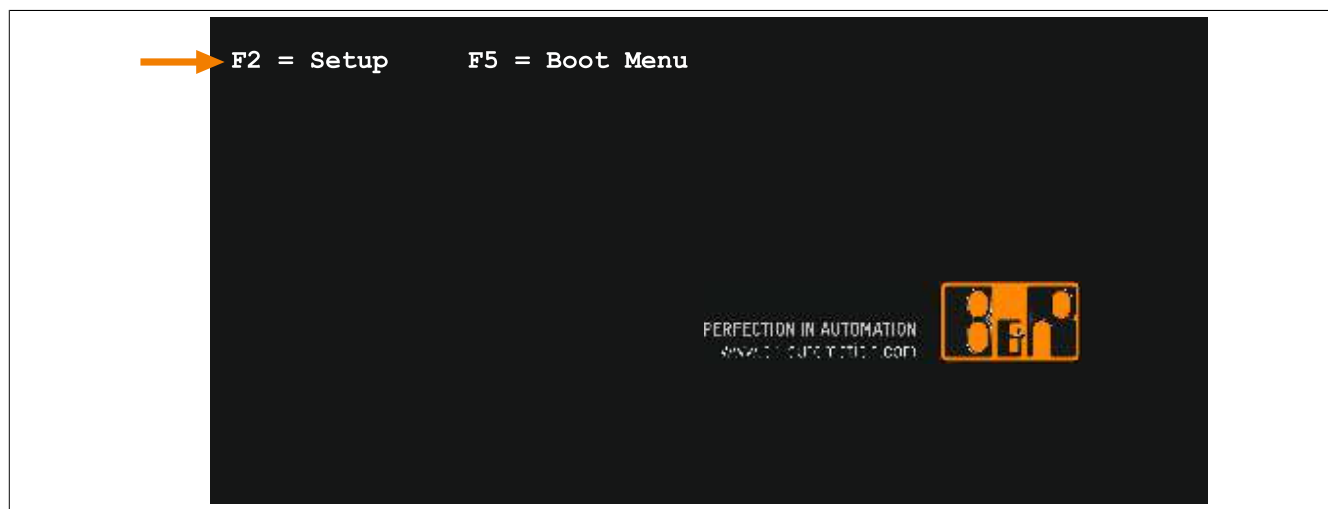 F2 = Setup F5 = Boot Menu
PERFECTION IN AUTOMATION